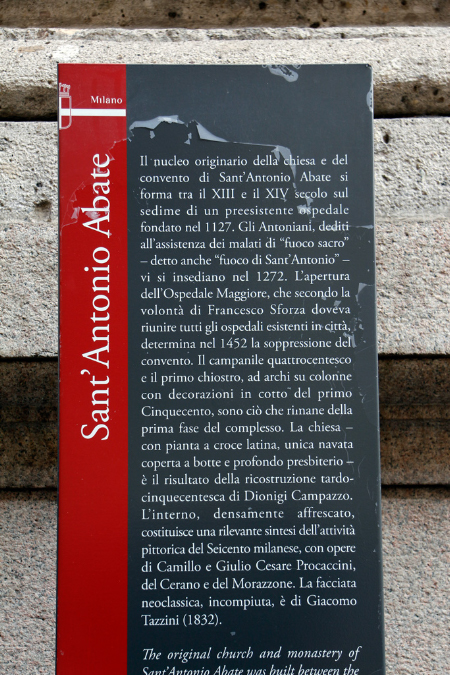 Milano
Sant'Antonio Abate
Il nucleo originario della chiesa e del
convento di Sant'Antonio Abate si
forma tra il XIII e il XIV secolo sul
sedime di un preesistente ospedale
fondato nel 1127. Gli Antoniani, dediti
all'assistenza dei malati di "fuoco sacro"
– detto anche "fuoco di Sant'Antonio" –
vi si insediano nel 1272. L'apertura
dell'Ospedale Maggiore, che secondo la
volontà di Francesco Sforza doveva
riunire tutti gli ospedali esistenti in città,
determina nel 1452 la soppressione del
convento. Il campanile quattrocentesco
e il primo chiostro, ad archi su colonne
con decorazioni in cotto del primo
Cinquecento, sono ciò che rimane della
prima fase del complesso. La chiesa –
con pianta a croce latina, unica navata
coperta a botte e profondo presbiterio –
è il risultato della ricostruzione tardo-
cinquecentesca di Dionigi Campazzo.
L'interno, densamente affrescato,
costituisce una rilevante sintesi dell'attività
pittorica del Seicento milanese, con opere
di Camillo e Giulio Cesare Procaccini,
del Cerano e del Morazzone. La facciata
neoclassica, incompiuta, è di Giacomo
Tazzini (1832).
The original church and monastery of
Sant'Antonio Abate was built between the